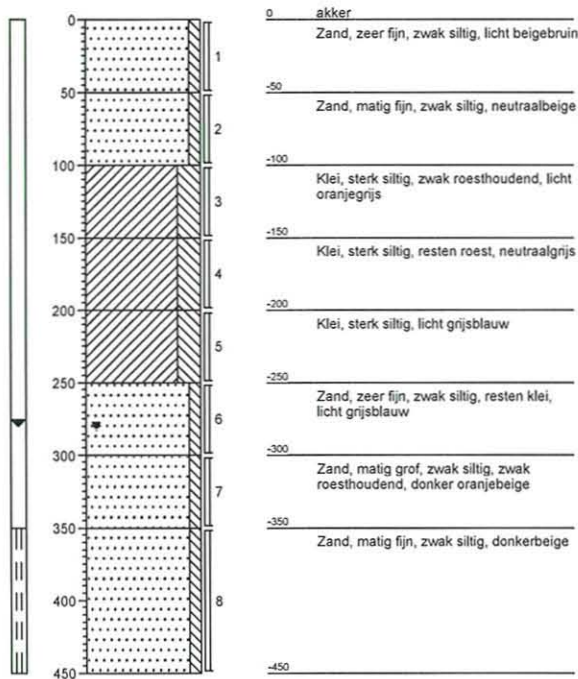 0
50
100
150
200
250
300
350
400
450
1
2
3
4
5
6
7
8
0 akker
Zand, zeer fijn, zwak siltig, licht beigebruin
-50
Zand, matig fijn, zwak siltig, neutraalbeige
-100
Klei, sterk siltig, zwak roesthoudend, licht
oranjegrijs
-150
Klei, sterk siltig, resten roest, neutraalgrijs
-200
Klei, sterk siltig, licht grijsblauw
-250
Zand, zeer fijn, zwak siltig, resten klei,
licht grijsblauw
-300
Zand, matig grof, zwak siltig, zwak
roesthoudend, donker oranjebeige
-350
Zand, matig fijn, zwak siltig, donkerbeige
-450